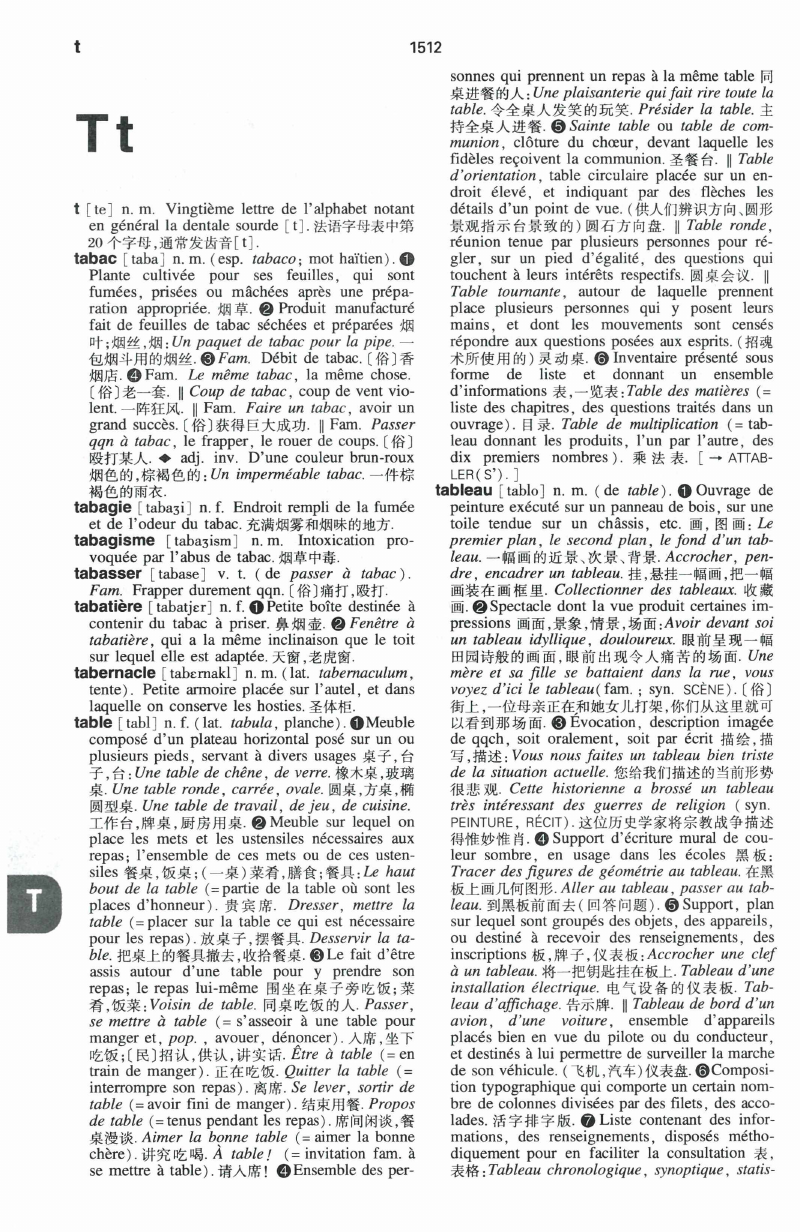 t
1512
Tt
t [te] n. m. Vingtième lettre de l'alphabet notant
en général la dentale sourde [t]. 法语字母表中第
20 个字母,通常发齿音[t].
tabac [taba] n. m. (esp. tabaco; mot haïtien). ❶
Plante cultivée pour ses feuilles, qui sont
fumées, prisées ou mâchées après une prépa-
ration appropriée. 烟草. ❷ Produit manufacturé
fait de feuilles de tabac séchées et préparées 烟
叶;烟丝,烟: Un paquet de tabac pour la pipe. 一
包烟斗用的烟丝. ❸ Fam. Débit de tabac. 〔俗〕香
烟店. ❹ Fam. Le même tabac, la même chose.
〔俗〕老一套. ‖ Coup de tabac, coup de vent vio-
lent. 一阵狂风. ‖ Fam. Faire un tabac, avoir un
grand succès. 〔俗〕获得巨大成功. ‖ Fam. Passer
qqn à tabac, le frapper, le rouer de coups. 〔俗〕
殴打某人. ◆ adj. inv. D'une couleur brun-roux
烟色的,棕褐色的: Un imperméable tabac. 一件棕
褐色的雨衣.
tabagie [tabaʒi] n. f. Endroit rempli de la fumée
et de l'odeur du tabac. 充满烟雾和烟味的地方.
tabagisme [tabaʒism] n. m. Intoxication pro-
voquée par l'abus de tabac. 烟草中毒.
tabasser [tabase] v. t. (de passer à tabac).
Fam. Frapper durement qqn. 〔俗〕痛打,殴打.
tabatière [tabatjɛr] n. f. ❶ Petite boîte destinée à
contenir du tabac à priser. 鼻烟壶. ❷ Fenêtre à
tabatière, qui a la même inclinaison que le toit
sur lequel elle est adaptée. 天窗,老虎窗.
tabernacle [tabɛrnakl] n. m. (lat. tabernaculum,
tente). Petite armoire placée sur l'autel, et dans
laquelle on conserve les hosties. 圣体柜.
table [tabl] n. f. (lat. tabula, planche). ❶ Meuble
composé d'un plateau horizontal posé sur un ou
plusieurs pieds, servant à divers usages 桌子,台
子,台: Une table de chêne, de verre. 橡木桌,玻璃
桌. Une table ronde, carrée, ovale. 圆桌,方桌,椭
圆型桌. Une table de travail, de jeu, de cuisine.
工作台,牌桌,厨房用桌. ❷ Meuble sur lequel on
place les mets et les ustensiles nécessaires aux
repas; l'ensemble de ces mets ou de ces usten-
siles 餐桌,饭桌;(一桌)菜肴,膳食;餐具: Le haut
bout de la table (= partie de la table où sont les
places d'honneur). 贵宾席. Dresser, mettre la
table (= placer sur la table ce qui est nécessaire
pour les repas). 放桌子,摆餐具. Desservir la ta-
ble. 把桌上的餐具撤去,收拾餐桌. ❸ Le fait d'être
assis autour d'une table pour y prendre son
repas; le repas lui-même 围坐在桌子旁吃饭;菜
肴,饭菜: Voisin de table. 同桌吃饭的人. Passer,
se mettre à table (= s'asseoir à une table pour
manger et, pop., avouer, dénoncer). 入席,坐下
吃饭;〔民〕招认,供认,讲实话. Être à table (= en
train de manger). 正在吃饭. Quitter la table (=
interrompre son repas). 离席. Se lever, sortir de
table (= avoir fini de manger). 结束用餐. Propos
de table (= tenus pendant les repas). 席间闲谈,餐
桌漫谈. Aimer la bonne table (= aimer la bonne
chère). 讲究吃喝. À table! (= invitation fam. à
se mettre à table). 请入席! ❹ Ensemble des per-
sonnes qui prennent un repas à la même table 同
桌进餐的人: Une plaisanterie qui fait rire toute la
table. 令全桌人发笑的玩笑. Présider la table. 主
持全桌人进餐. ❺ Sainte table ou table de com-
munion, clôture du chœur, devant laquelle les
fidèles reçoivent la communion. 圣餐台. ‖ Table
d'orientation, table circulaire placée sur un en-
droit élevé, et indiquant par des flèches les
détails d'un point de vue. (供人们辨识方向、圆形
景观指示台景致的)圆石方向盘. ‖ Table ronde,
réunion tenue par plusieurs personnes pour ré-
gler, sur un pied d'égalité, des questions qui
touchent à leurs intérêts respectifs. 圆桌会议. ‖
Table tournante, autour de laquelle prennent
place plusieurs personnes qui y posent leurs
mains, et dont les mouvements sont censés
répondre aux questions posées aux esprits. (招魂
术所使用的)灵动桌. ❻ Inventaire présenté sous
forme de liste et donnant un ensemble
d'informations 表,一览表: Table des matières (=
liste des chapitres, des questions traités dans un
ouvrage). 目录. Table de multiplication (= tab-
leau donnant les produits, l'un par l'autre, des
dix premiers nombres). 乘法表. [→ ATTAB-
LER(S').]
tableau [tablo] n. m. (de table). ❶ Ouvrage de
peinture exécuté sur un panneau de bois, sur une
toile tendue sur un châssis, etc. 画,图画: Le
premier plan, le second plan, le fond d'un tab-
leau. 一幅画的近景、次景、背景. Accrocher, pen-
dre, encadrer un tableau. 挂,悬挂一幅画,把一幅
画装在画框里. Collectionner des tableaux. 收藏
画. ❷ Spectacle dont la vue produit certaines im-
pressions 画面,景象,情景,场面: Avoir devant soi
un tableau idyllique, douloureux. 眼前呈现一幅
田园诗般的画面,眼前出现令人痛苦的场面. Une
mère et sa fille se battaient dans la rue, vous
voyez d'ici le tableau (fam. ; syn. SCÈNE). 〔俗〕
街上,一位母亲正在和她女儿打架,你们从这里就可
以看到那场面. ❸ Évocation, description imagée
de qqch, soit oralement, soit par écrit 描绘,描
写,描述: Vous nous faites un tableau bien triste
de la situation actuelle. 您给我们描述的当前形势
很悲观. Cette historienne a brossé un tableau
très intéressant des guerres de religion (syn.
PEINTURE, RÉCIT). 这位历史学家将宗教战争描述
得惟妙惟肖. ❹ Support d'écriture mural de cou-
leur sombre, en usage dans les écoles 黑板:
Tracer des figures de géométrie au tableau. 在黑
板上画几何图形. Aller au tableau, passer au tab-
leau. 到黑板前面去(回答问题). ❺ Support, plan
sur lequel sont groupés des objets, des appareils,
ou destiné à recevoir des renseignements, des
inscriptions 板,牌子,仪表板: Accrocher une clef
à un tableau. 将一把钥匙挂在板上. Tableau d'une
installation électrique. 电气设备的仪表板. Tab-
leau d'affichage. 告示牌. ‖ Tableau de bord d'un
avion, d'une voiture, ensemble d'appareils
placés bien en vue du pilote ou du conducteur,
et destinés à lui permettre de surveiller la marche
de son véhicule. (飞机,汽车)仪表盘. ❻ Composi-
tion typographique qui comporte un certain nom-
bre de colonnes divisées par des filets, des acco-
lades. 活字排字版. ❼ Liste contenant des infor-
mations, des renseignements, disposés métho-
diquement pour en faciliter la consultation 表,
表格: Tableau chronologique, synoptique, statis-
T